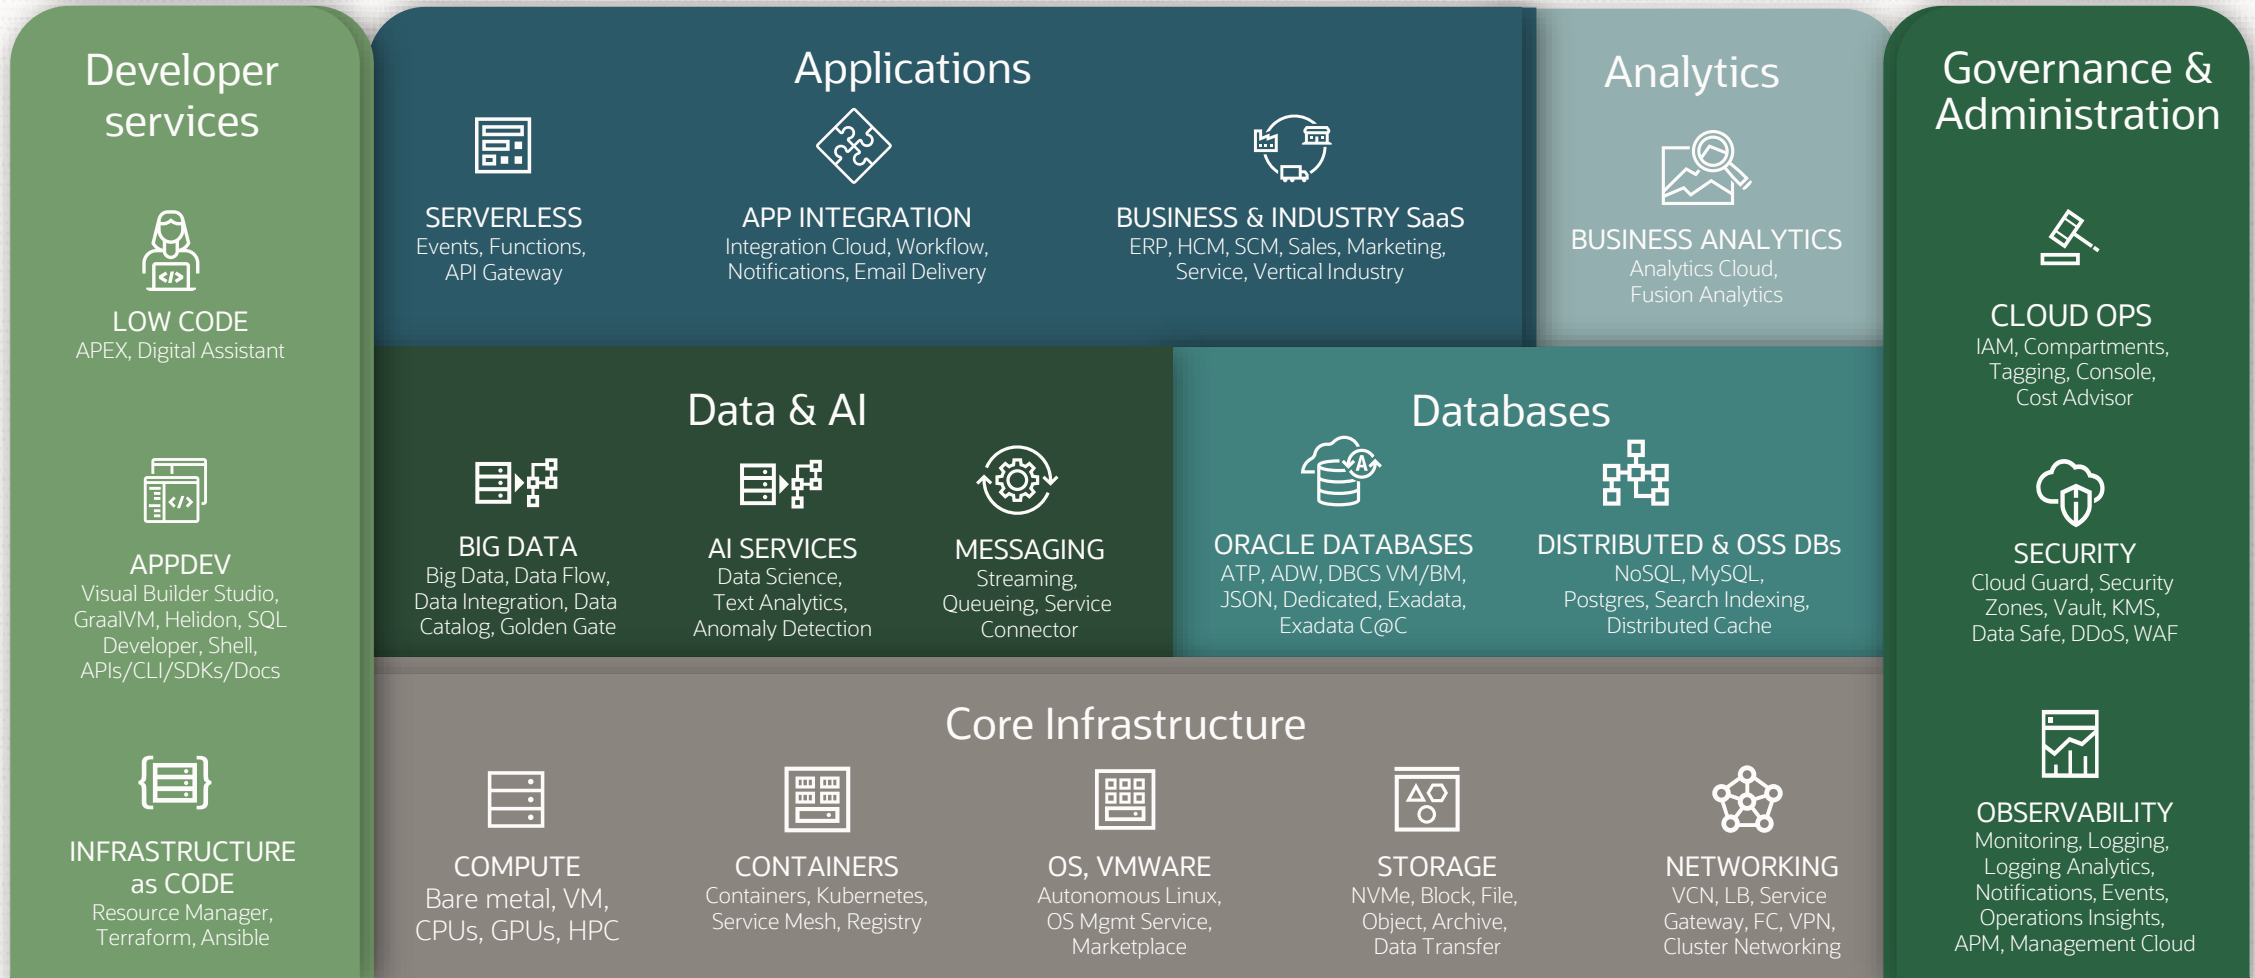 Developer
services
LOW CODE
APEX, Digital Assistant
APPDEV
Visual Builder Studio,
GraalVM, Helidon, SQL
Developer, Shell,
APIs/CLI/SDKs/Docs
INFRASTRUCTURE
as CODE
Resource Manager,
Terraform, Ansible
Applications
SERVERLESS
Events, Functions,
API Gateway
APP INTEGRATION
Integration Cloud, Workflow,
Notifications, Email Delivery
BUSINESS & INDUSTRY SaaS
ERP, HCM, SCM, Sales, Marketing,
Service, Vertical Industry
Analytics
BUSINESS ANALYTICS
Analytics Cloud,
Fusion Analytics
Data & AI
BIG DATA
Big Data, Data Flow,
Data Integration, Data
Catalog, Golden Gate
AI SERVICES
Data Science,
Text Analytics,
Anomaly Detection
MESSAGING
Streaming,
Queueing, Service
Connector
Databases
A
ORACLE DATABASES
ATP, ADW, DBCS VM/BM,
JSON, Dedicated, Exadata,
Exadata C@C
DISTRIBUTED & OSS DBs
NoSQL, MySQL,
Postgres, Search Indexing,
Distributed Cache
Core Infrastructure
COMPUTE
Bare metal, VM,
CPUs, GPUs, HPC
CONTAINERS
Containers, Kubernetes,
Service Mesh, Registry
OS, VMWARE
Autonomous Linux,
OS Mgmt Service,
Marketplace
STORAGE
NVMe, Block, File,
Object, Archive,
Data Transfer
NETWORKING
VCN, LB, Service
Gateway, FC, VPN,
Cluster Networking
Governance &
Administration
CLOUD OPS
IAM, Compartments,
Tagging, Console,
Cost Advisor
SECURITY
Cloud Guard, Security
Zones, Vault, KMS,
Data Safe, DDoS, WAF
OBSERVABILITY
Monitoring, Logging,
Logging Analytics,
Notifications, Events,
Operations Insights,
APM, Management Cloud